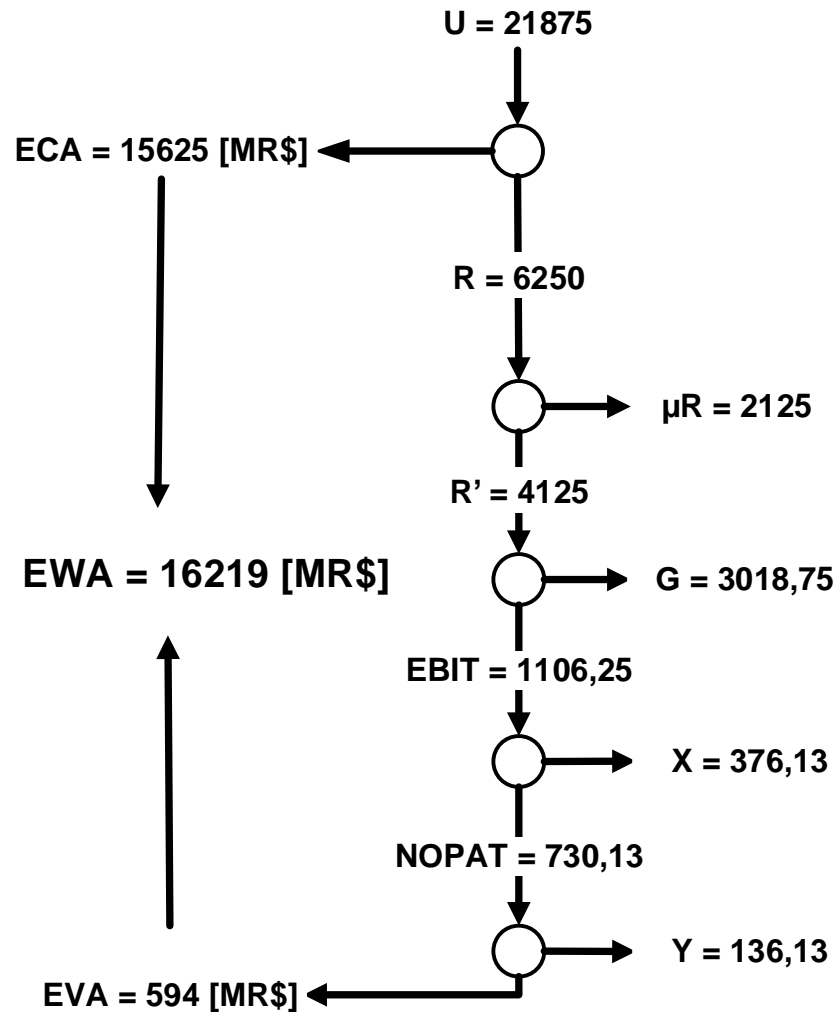 U = 21875
ECA = 15625 [MR$]
R = 6250
µR = 2125
R’ = 4125
EWA = 16219 [MR$]
G = 3018,75
EBIT = 1106,25
X = 376,13
NOPAT = 730,13
Y = 136,13
EVA = 594 [MR$]